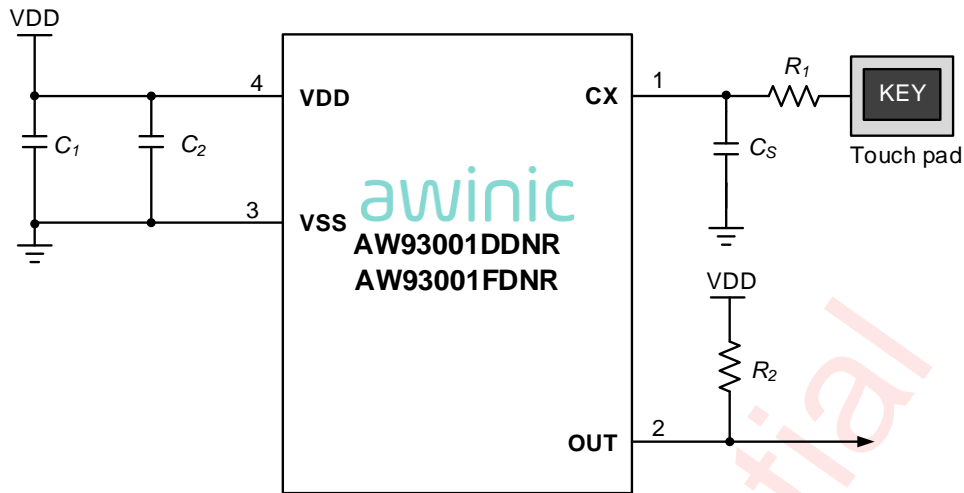 VDD
4
VDD
C1
C2
3
VSS
awinic
AW93001DDNR
AW93001FDNR
CX
1
R1
KEY
Touch pad
CS
VDD
R2
OUT
2
tial